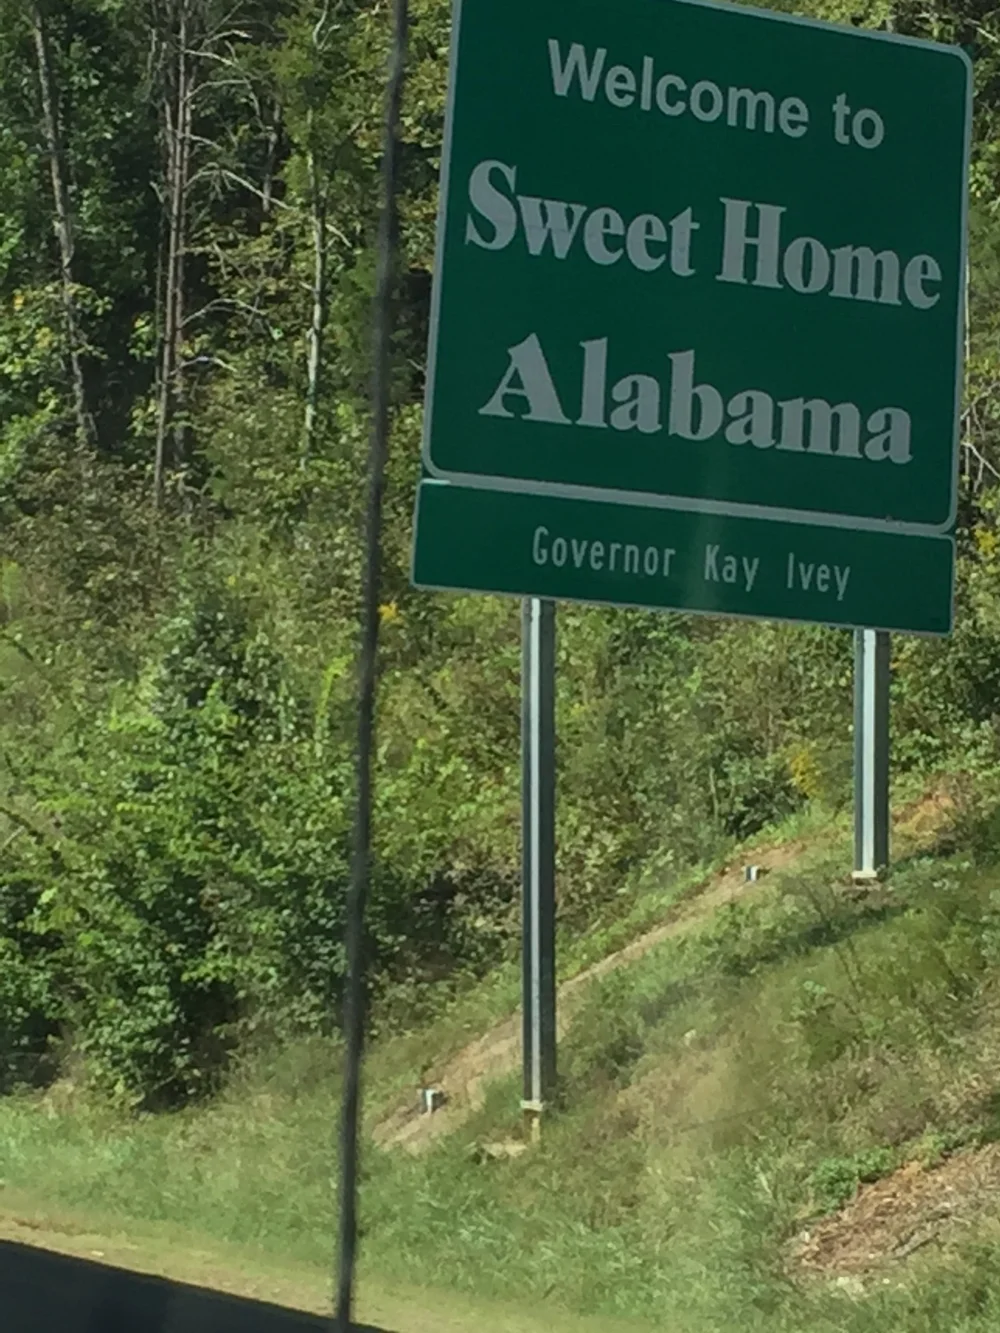 Welcome to
Sweet Home
Alabama
Governor Kay Ivey